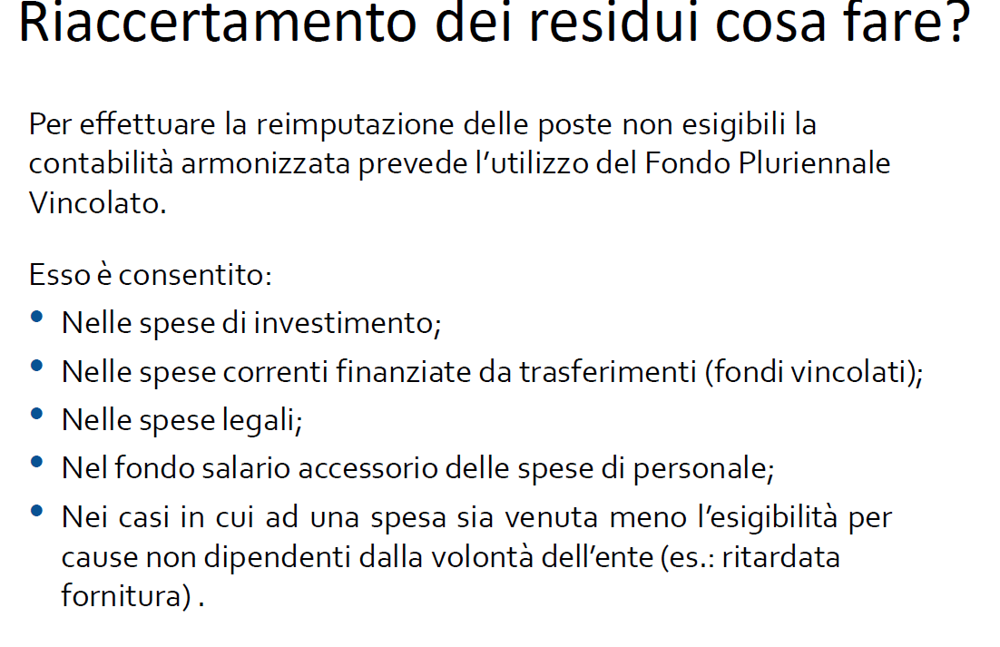 Riaccertamento dei residui cosa fare?
Per effettuare la reimputazione delle poste non esigibili la
contabilità armonizzata prevede l’utilizzo del Fondo Pluriennale
Vincolato.
Esso è consentito:
• Nelle spese di investimento;
• Nelle spese correnti finanziate da trasferimenti (fondi vincolati);
• Nelle spese legali;
• Nel fondo salario accessorio delle spese di personale;
• Nei casi in cui ad una spesa sia venuta meno l’esigibilità per
cause non dipendenti dalla volontà dell’ente (es.: ritardata
fornitura) .